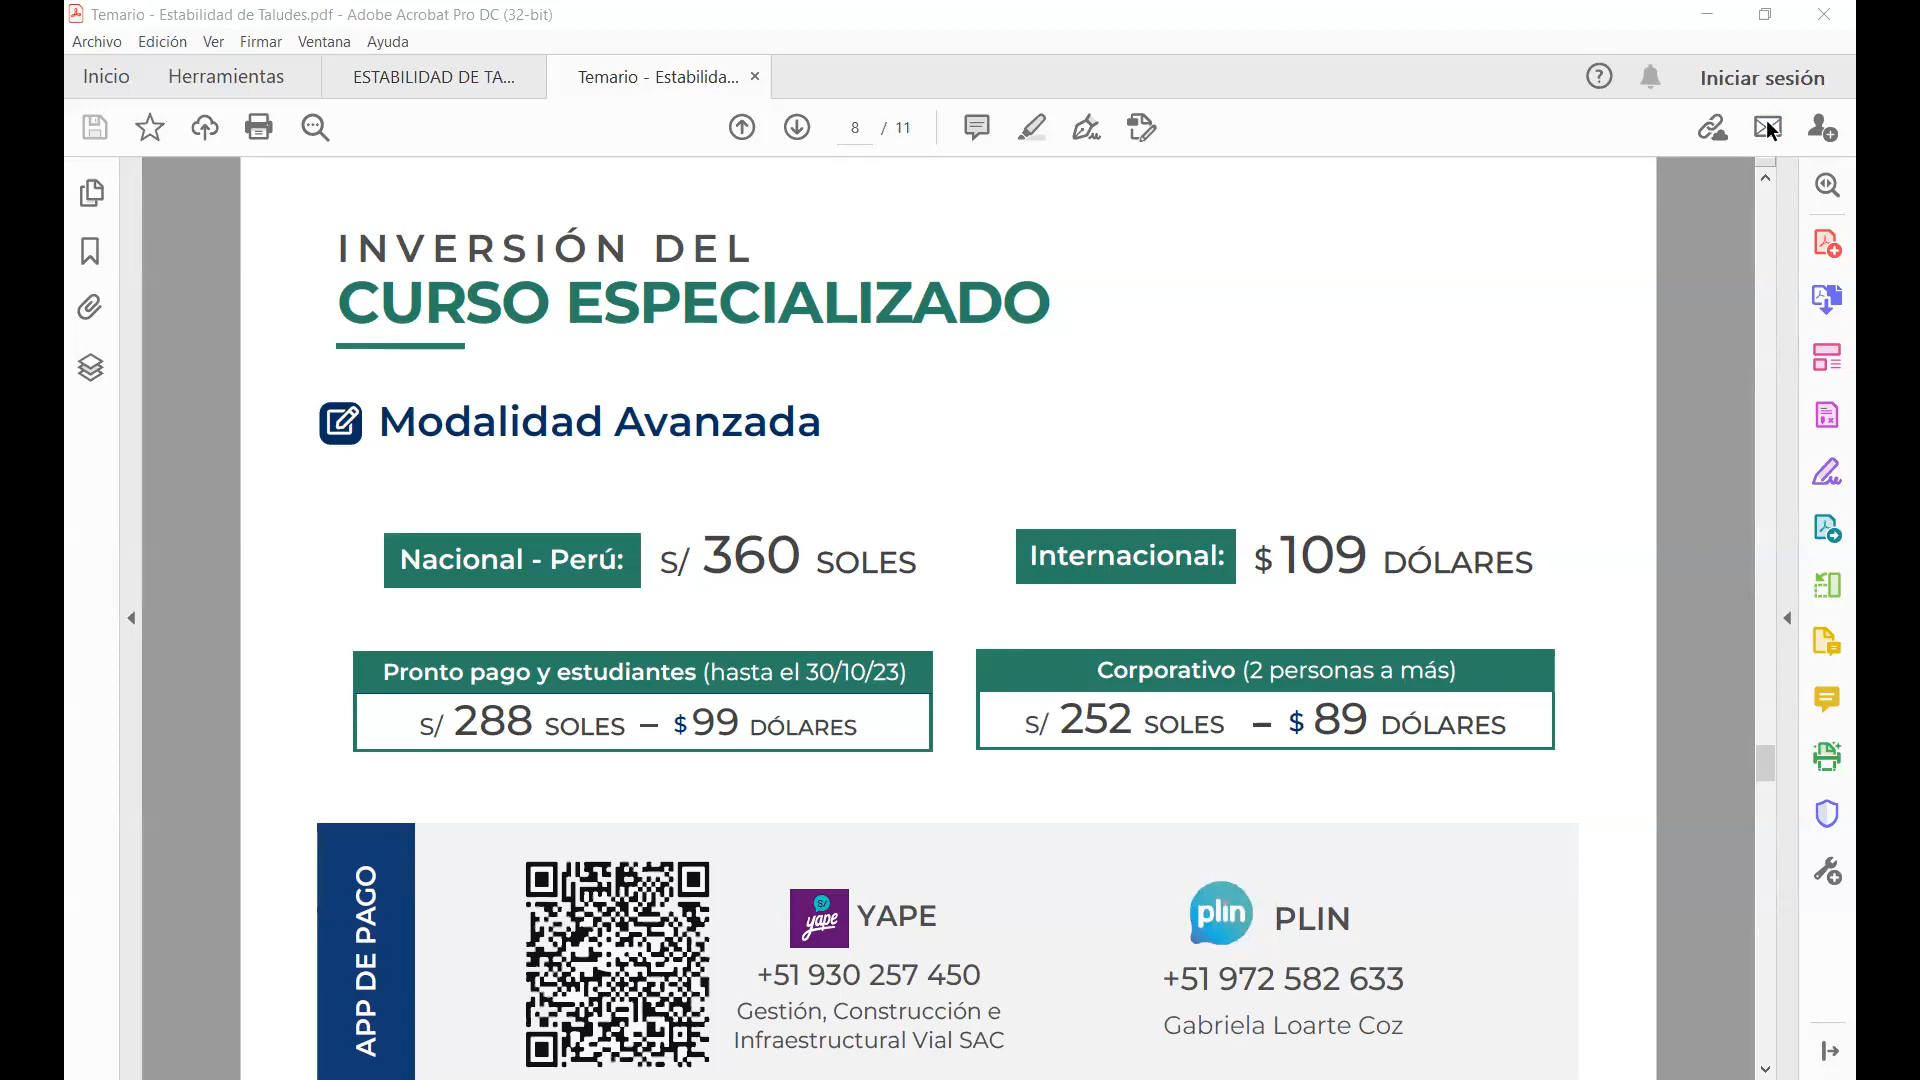 Temario - Estabilidad de Taludes.pdf - Adobe Acrobat Pro DC (32-bit)
Archivo Edición Ver Firmar Ventana Ayuda
Inicio Herramientas ESTABILIDAD DE TA... Temario - Estabilida... × Iniciar sesión
8 / 11
INVERSIÓN DEL
CURSO ESPECIALIZADO
Modalidad Avanzada
Nacional - Perú: S/ 360 SOLES Internacional: $ 109 DÓLARES
Pronto pago y estudiantes (hasta el 30/10/23) Corporativo (2 personas a más)
S/ 288 SOLES – $ 99 DÓLARES S/ 252 SOLES – $ 89 DÓLARES
APP DE PAGO
S/
yape YAPE plin PLIN
+51 930 257 450 +51 972 582 633
Gestión, Construcción e
Infraestructural Vial SAC
Gabriela Loarte Coz